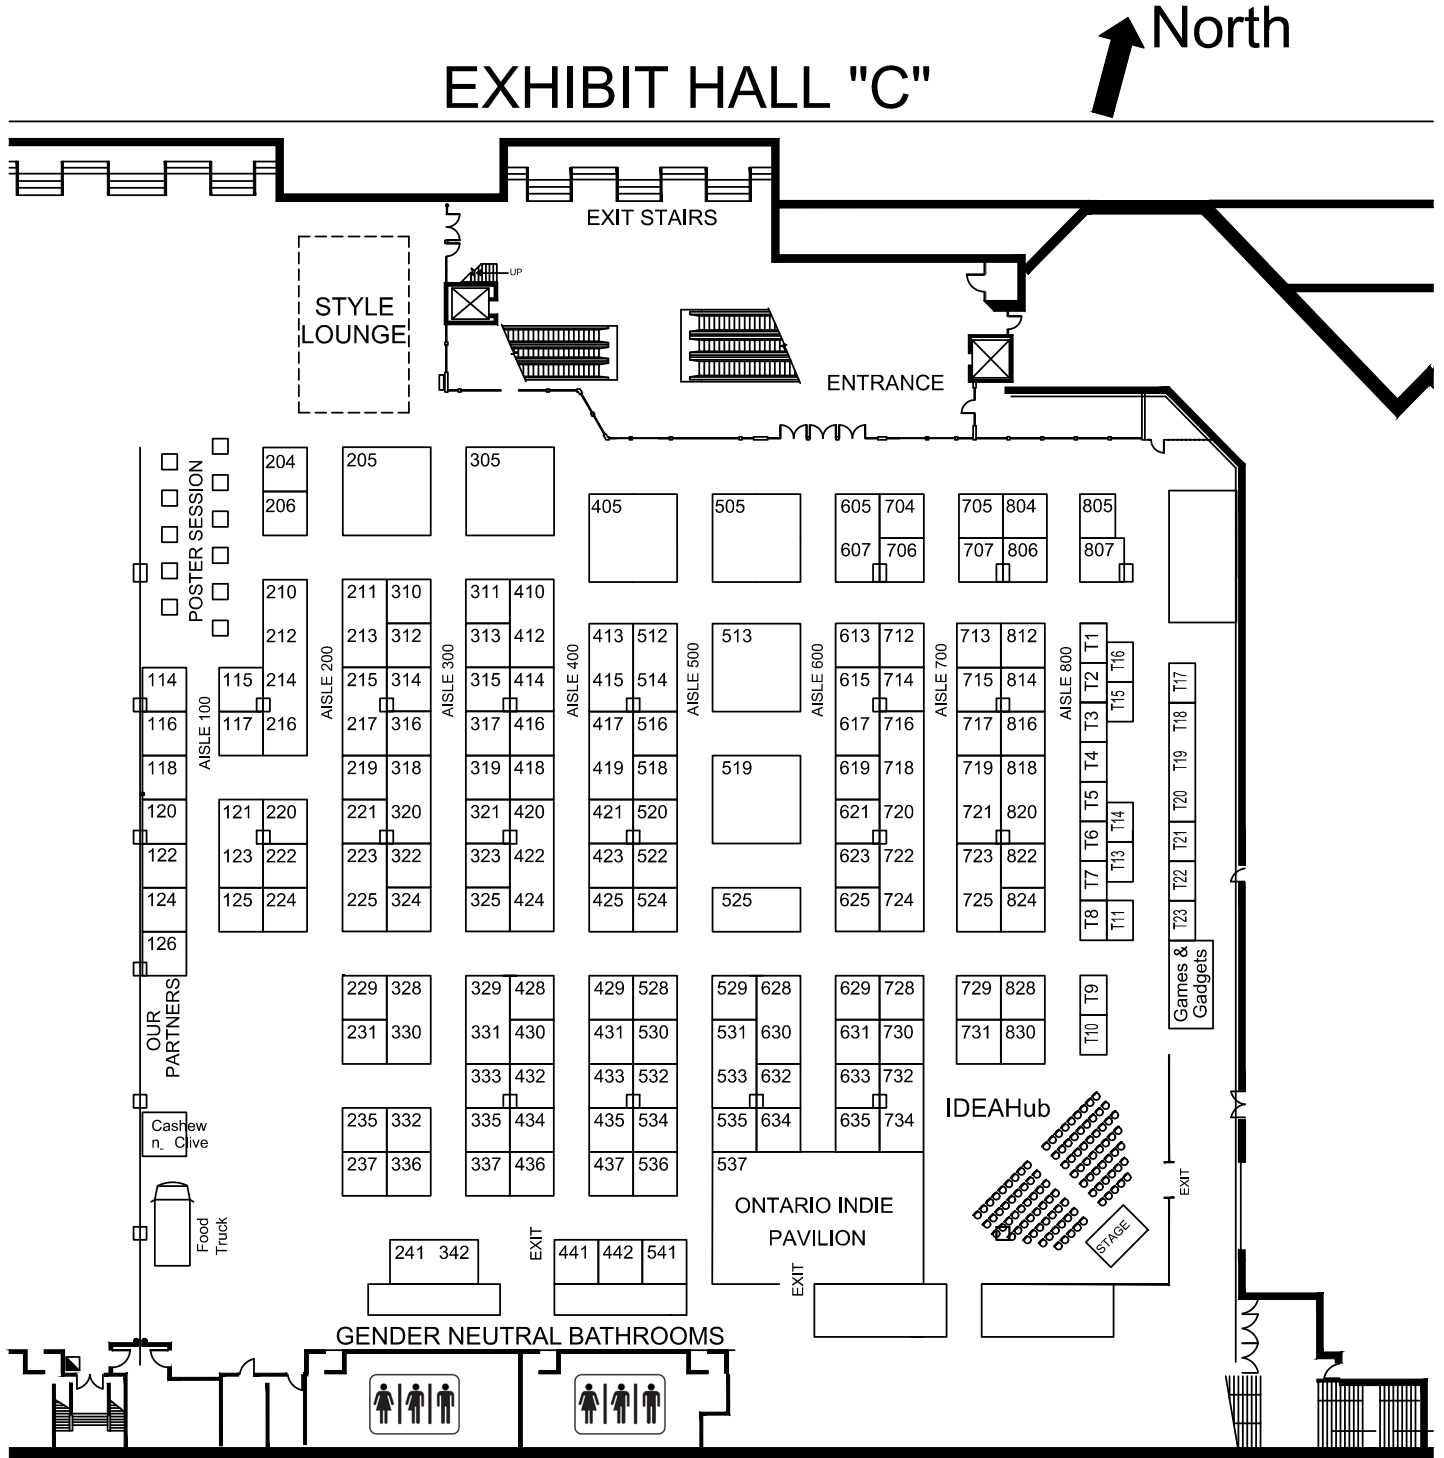 North
EXHIBIT HALL "C"
EXIT STAIRS
UP
STYLE
LOUNGE
ENTRANCE
POSTER SESSION
204
205
305
206
405
505
605 704
705 804
805
607 706
707 806
807
210
211 310
311 410
212
213 312
313 412
413 512
513
613 712
713 812
T1
T16
114
115 214
215 314
315 414
415 514
615 714
715 814
T2
T15
T17
AISLE 100
AISLE 200
AISLE 300
AISLE 400
AISLE 500
AISLE 600
AISLE 700
AISLE 800
116
117 216
217 316
317 416
417 516
617 716
717 816
T3
T18
118
219 318
319 418
419 518
519
619 718
719 818
T4
T19
120
121 220
221 320
321 420
421 520
621 720
721 820
T5
T14
T20
122
123 222
223 322
323 422
423 522
623 722
723 822
T6
T13
T21
124
125 224
225 324
325 424
425 524
525
625 724
725 824
T7
T22
T8
T11
T23
126
OUR
PARTNERS
229 328
329 428
429 528
529 628
629 728
729 828
T9
Games &
Gadgets
231 330
331 430
431 530
531 630
631 730
731 830
T10
333 432
433 532
533 632
633 732
IDEAHub
Cashew
n_ Clive
235 332
335 434
435 534
535 634
635 734
237 336
337 436
437 536
537
ONTARIO INDIE
PAVILION
STAGE
EXIT
Food
Truck
241 342
EXIT
441 442 541
EXIT
GENDER NEUTRAL BATHROOMS